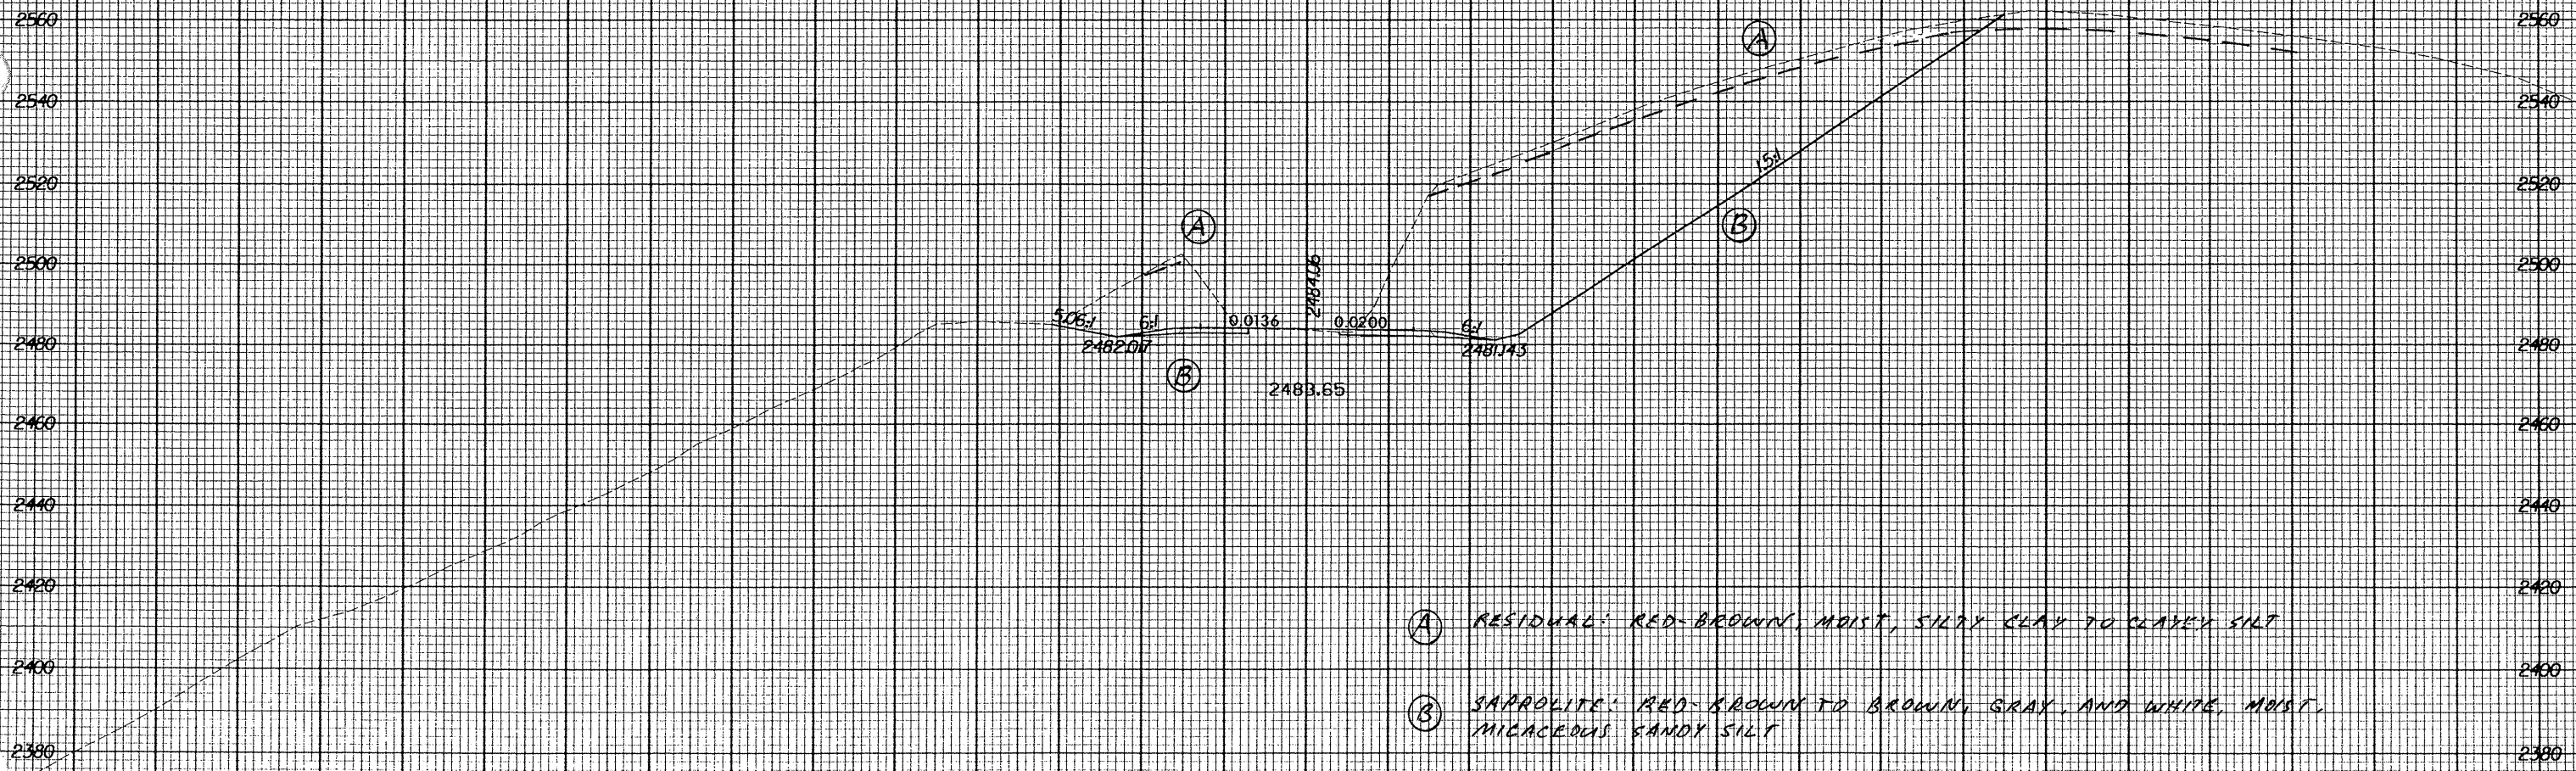 2560 2560
A
2540 2540
1.5:1
2520 2520
A B
2500 2500
2484.06
5.06:1 6:1 0.0136 0.0200 6:1
2480 2482.07 2481.43 2480
B
2483.65
2460 2460
2440 2440
2420 2420
A RESIDUAL: RED-BROWN, MOIST, SILTY CLAY TO CLAYEY SILT
2400 2400
B SAPROLITE: RED-BROWN TO BROWN, GRAY, AND WHITE, MOIST,
MICACEOUS SANDY SILT
2380 2380